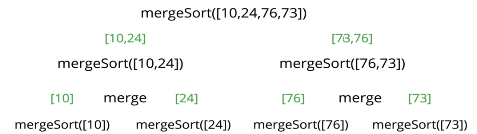 mergeSort([10,24,76,73])
[10,24] [73,76]
mergeSort([10,24]) mergeSort([76,73])
[10] merge [24] [76] merge [73]
mergeSort([10]) mergeSort([24]) mergeSort([76]) mergeSort([73])